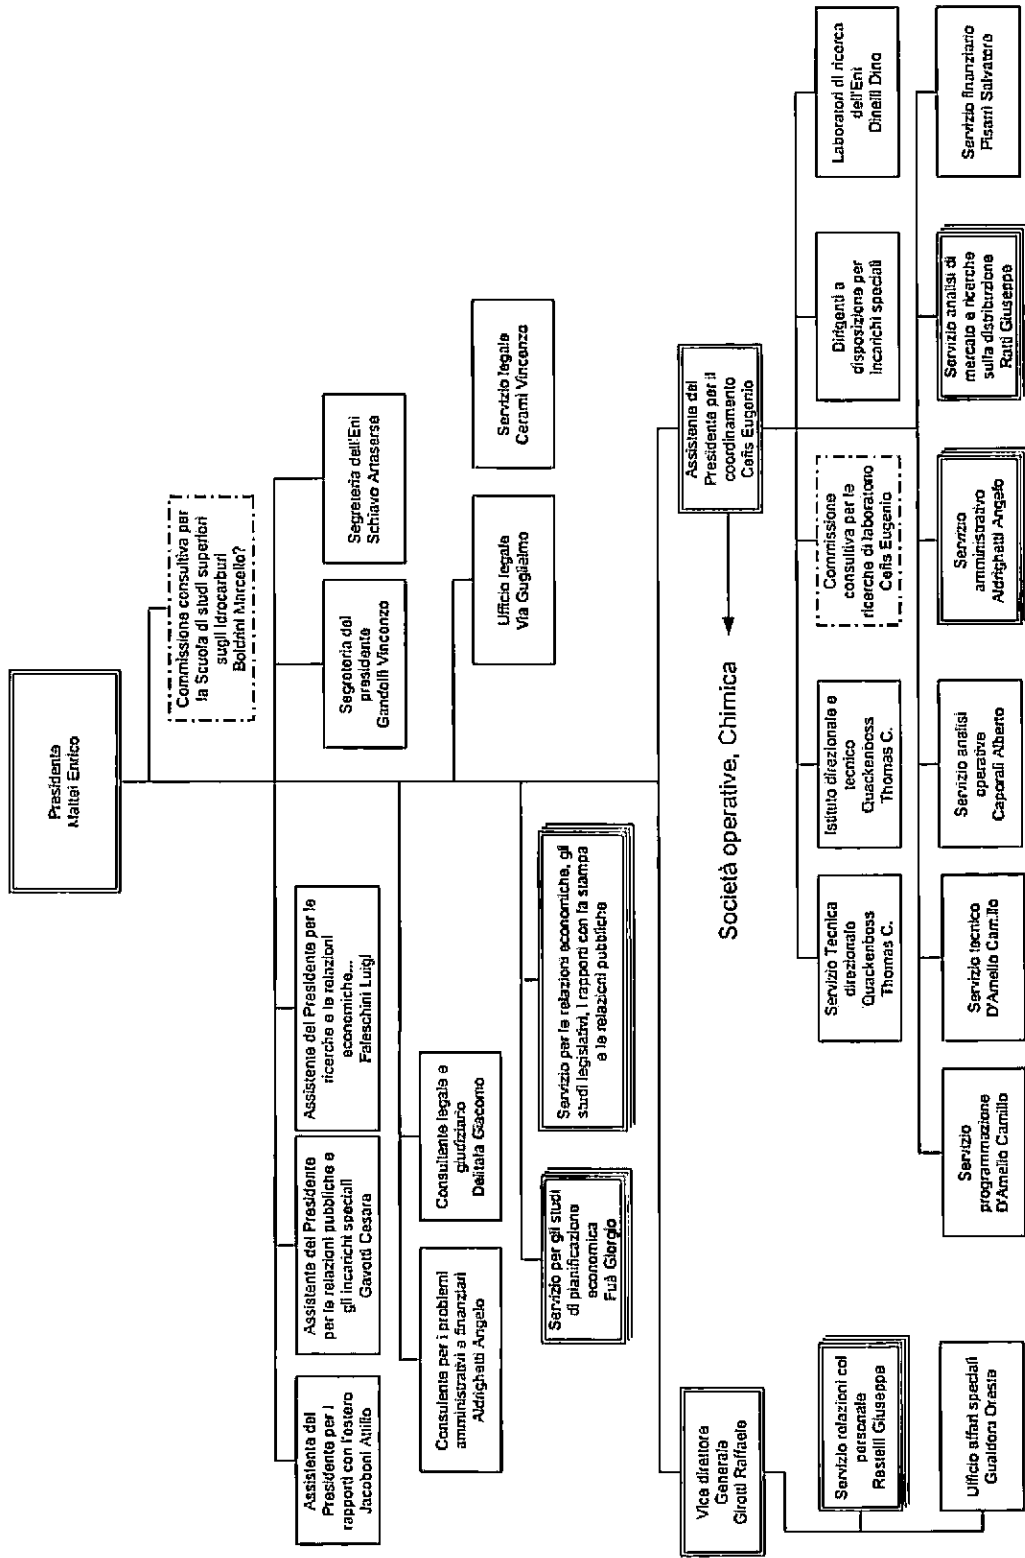 Presidente
Mattei Enrico
Commissione consultiva per
la Scuola di studi superiori
sugli Idrocarburi
Boldrini Marcello?
Assistente del
Presidente per i
rapporti con l'estero
Jacoboni Attilio
Assistente del Presidente
per le relazioni pubbliche e
gli incarichi speciali
Gavotti Cesare
Assistente del Presidente per le
ricerche e le relazioni
economiche...
Faleschini Luigi
Segreteria del
presidente
Gandolfi Vincenzo
Segreteria dell'Eni
Schiavo Artaserse
Consulente per i problemi
amministrativi e finanziari
Aldrighetti Angelo
Consulente legale e
giudiziario
Delitala Giacomo
Ufficio legale
Via Guglielmo
Servizio legale
Cerami Vincenzo
Servizio per gli studi
di pianificazione
economica
Fuà Giorgio
Servizio per le relazioni economiche, gli
studi legislativi, i rapporti con la stampa
e le relazioni pubbliche
Vice direttore
Generale
Girotti Raffaele
Assistente del
Presidente per il
coordinamento
Cefis Eugenio
Società operative, Chimica
Servizio relazioni col
personale
Restelli Giuseppe
Servizio Tecnica
direzionale
Quackenboss
Thomas C.
Istituto direzionale e
tecnico
Quackenboss
Thomas C.
Commissione
consultiva per le
ricerche di laboratorio
Cefis Eugenio
Dirigenti a
disposizione per
incarichi speciali
Laboratori di ricerca
dell'Eni
Dinelli Dino
Ufficio affari speciali
Gualdora Oreste
Servizio
programmazione
D'Amelio Camillo
Servizio tecnico
D'Amelio Camillo
Servizio analisi
operative
Caporali Alberto
Servizio
amministrativo
Aldrighetti Angelo
Servizio analisi di
mercato e ricerche
sulla distribuzione
Ratti Giuseppe
Servizio finanziario
Pisarri Salvatore